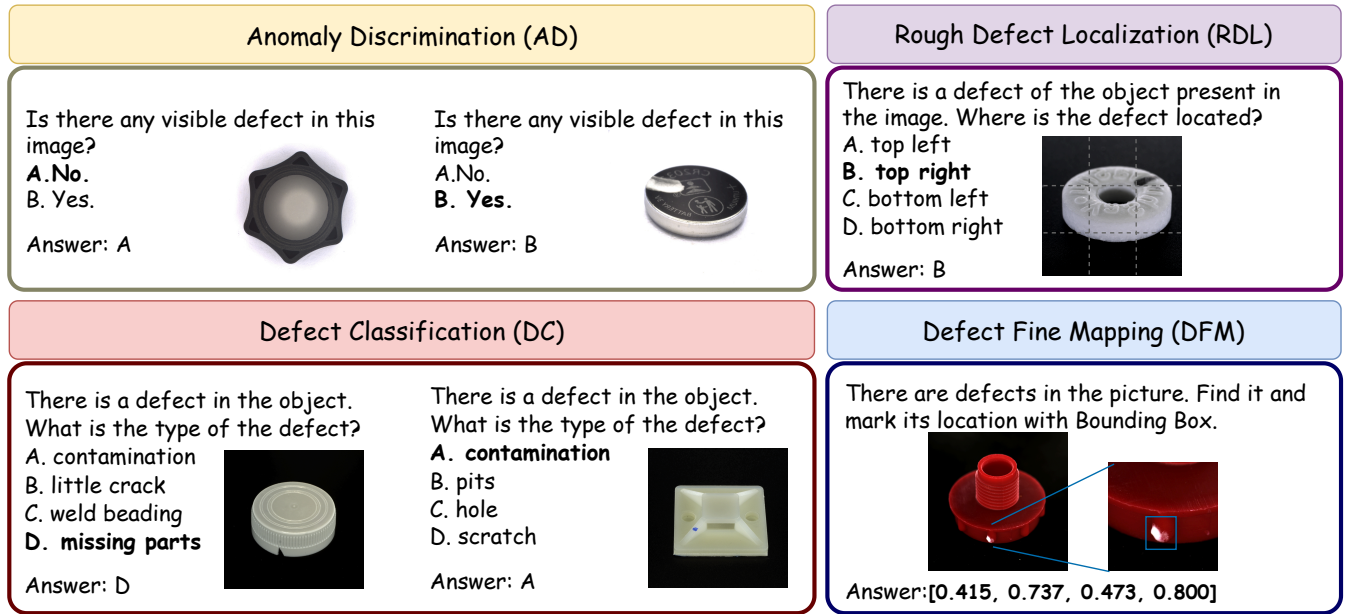 Anomaly Discrimination (AD)
Is there any visible defect in this
image?
A.No.
B. Yes.
Answer: A
Is there any visible defect in this
image?
A.No.
B. Yes.
Answer: B
Rough Defect Localization (RDL)
There is a defect of the object present in
the image. Where is the defect located?
A. top left
B. top right
C. bottom left
D. bottom right
Answer: B
Defect Classification (DC)
There is a defect in the object.
What is the type of the defect?
A. contamination
B. little crack
C. weld beading
D. missing parts
Answer: D
There is a defect in the object.
What is the type of the defect?
A. contamination
B. pits
C. hole
D. scratch
Answer: A
Defect Fine Mapping (DFM)
There are defects in the picture. Find it and
mark its location with Bounding Box.
Answer:[0.415, 0.737, 0.473, 0.800]